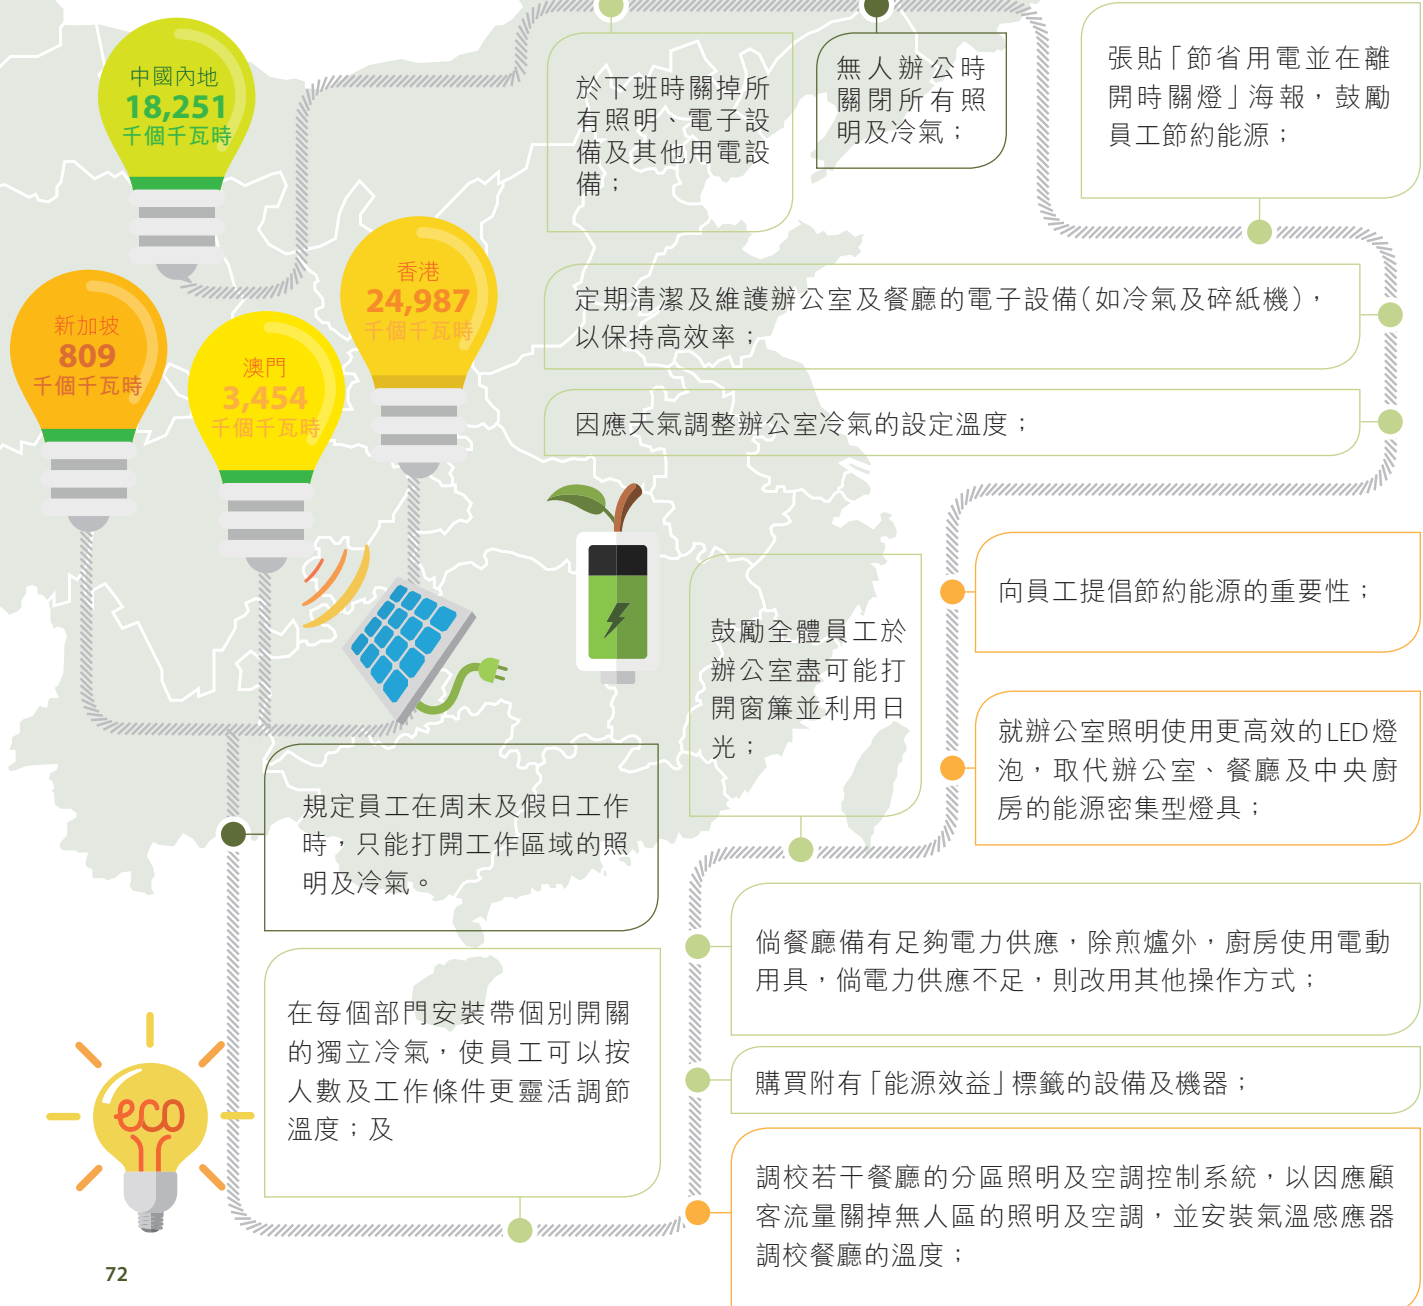 中國內地
18,251
千個千瓦時
香港
24,987
千個千瓦時
新加坡
809
千個千瓦時
澳門
3,454
千個千瓦時
於下班時關掉所
有照明、電子設
備及其他用電設
備；
無人辦公時
關閉所有照
明及冷氣；
張貼「節省用電並在離
開時關燈」海報，鼓勵
員工節約能源；
定期清潔及維護辦公室及餐廳的電子設備（如冷氣及碎紙機），
以保持高效率；
因應天氣調整辦公室冷氣的設定溫度；
向員工提倡節約能源的重要性；
就辦公室照明使用更高效的LED燈
泡，取代辦公室、餐廳及中央廚
房的能源密集型燈具；
鼓勵全體員工於
辦公室盡可能打
開窗簾並利用日
光；
倘餐廳備有足夠電力供應，除煎爐外，廚房使用電動
用具，倘電力供應不足，則改用其他操作方式；
購買附有「能源效益」標籤的設備及機器；
調校若干餐廳的分區照明及空調控制系統，以因應顧
客流量關掉無人區的照明及空調，並安裝氣溫感應器
調校餐廳的溫度；
在每個部門安裝帶個別開關
的獨立冷氣，使員工可以按
人數及工作條件更靈活調節
溫度；及
規定員工在周末及假日工作
時，只能打開工作區域的照
明及冷氣。
eco
72